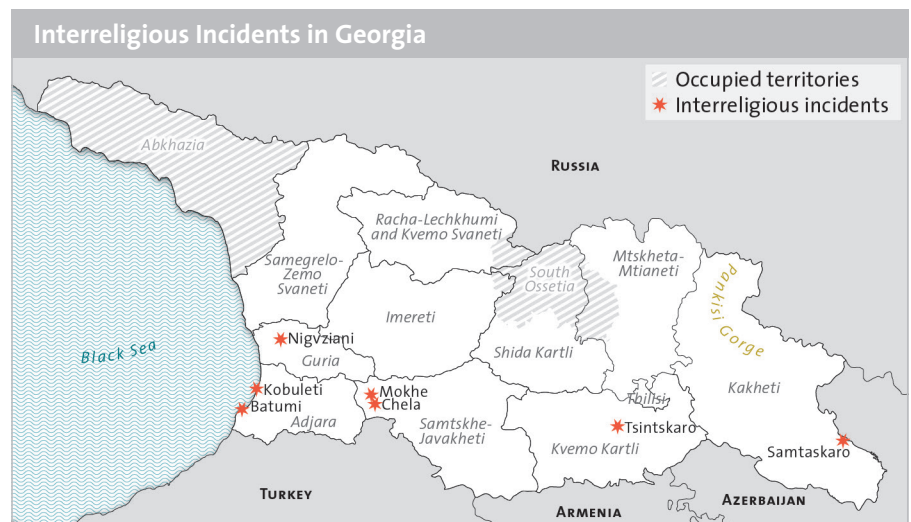 Interreligious Incidents in Georgia
Occupied territories
Interreligious incidents
Abkhazia
RUSSIA
Racha-Lechkhumi
and Kvemo Svaneti
Samegrelo-
Zemo
Svaneti
South
Ossetia
Mtskheta-
Mtianeti
Pankisi Gorge
Imereti
Black Sea
Nigvziani
Guria
Shida Kartli
Kobuleti
Batumi
Adjara
Mokhe
Chela
Samtskhe-
Javakheti
Tbilisi
Kakheti
Tsintskaro
Kvemo Kartli
Samtaskaro
TURKEY
ARMENIA
AZERBAIJAN